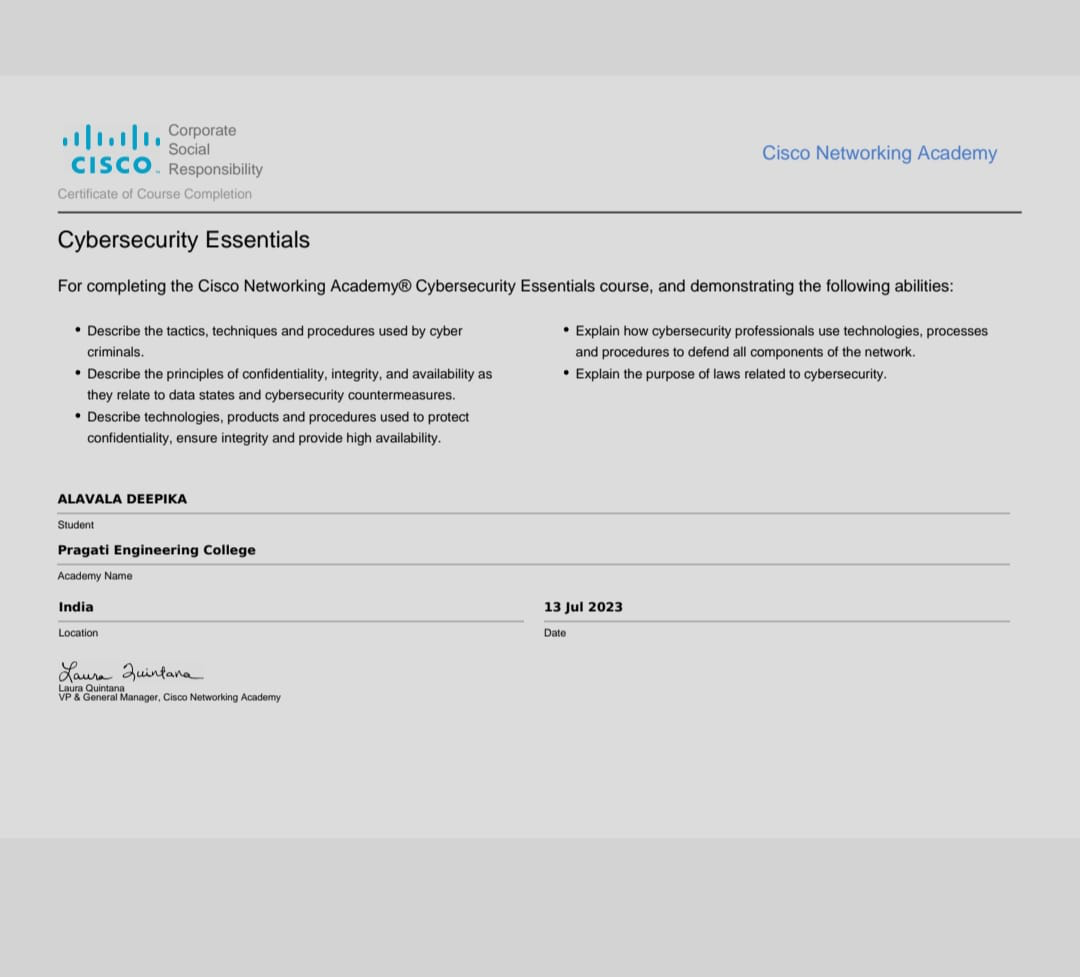 Corporate
Social
CISCO™ Responsibility
Cisco Networking Academy
Certificate of Course Completion
Cybersecurity Essentials
For completing the Cisco Networking Academy® Cybersecurity Essentials course, and demonstrating the following abilities:
• Describe the tactics, techniques and procedures used by cyber
criminals.
• Describe the principles of confidentiality, integrity, and availability as
they relate to data states and cybersecurity countermeasures.
• Describe technologies, products and procedures used to protect
confidentiality, ensure integrity and provide high availability.
• Explain how cybersecurity professionals use technologies, processes
and procedures to defend all components of the network.
• Explain the purpose of laws related to cybersecurity.
ALAVALA DEEPIKA
Student
Pragati Engineering College
Academy Name
India
Location
13 Jul 2023
Date
Laura Quintana
Laura Quintana
VP & General Manager, Cisco Networking Academy